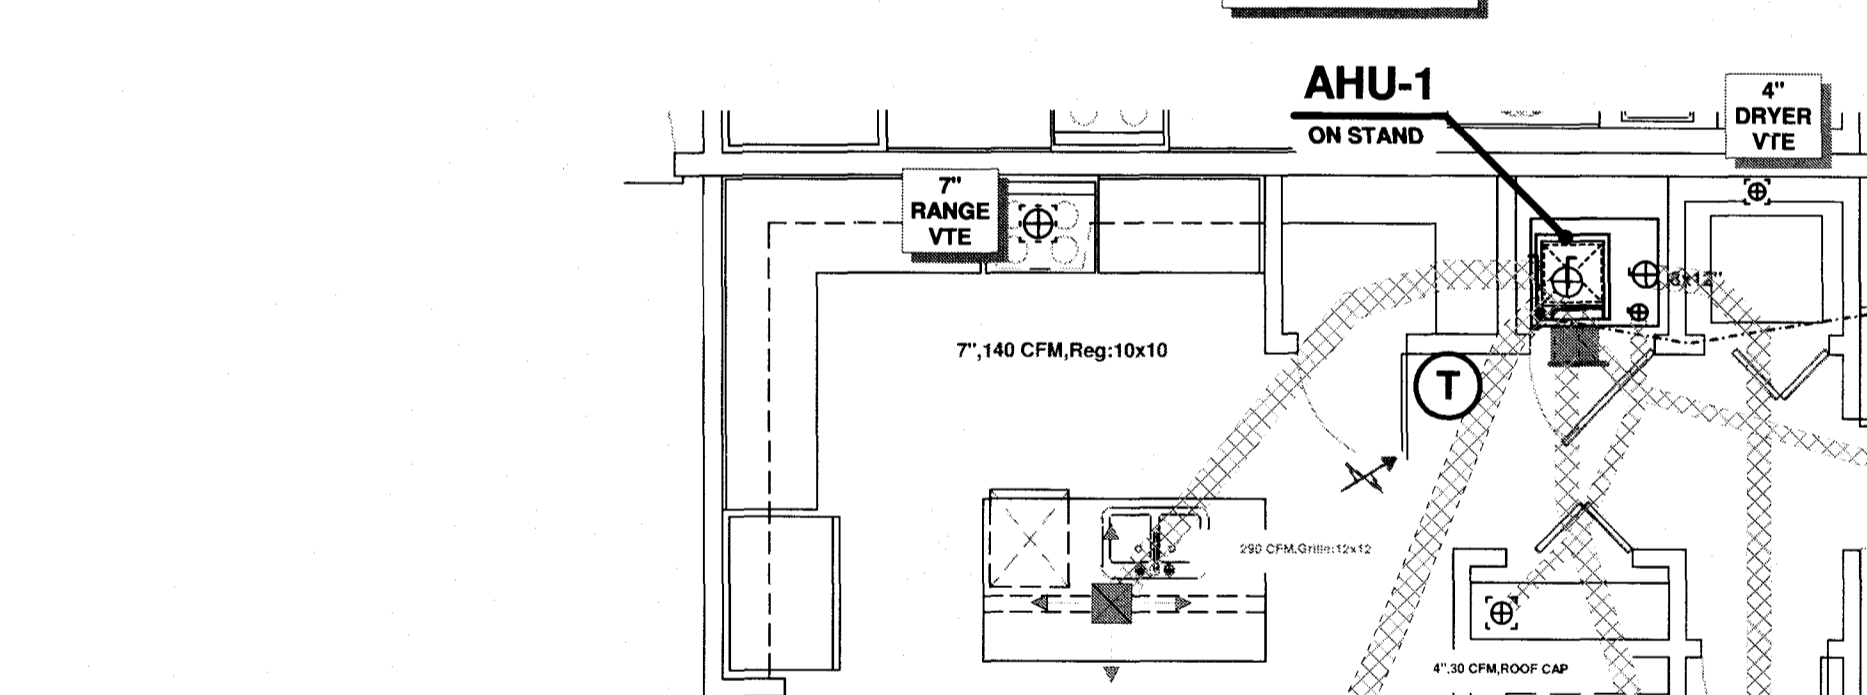 AHU-1
ON STAND
4"
DRYER
VTE
7"
RANGE
VTE
8x12"
7",140 CFM,Reg:10x10
T
290 CFM,Grille:12x12
4",30 CFM,ROOF CAP